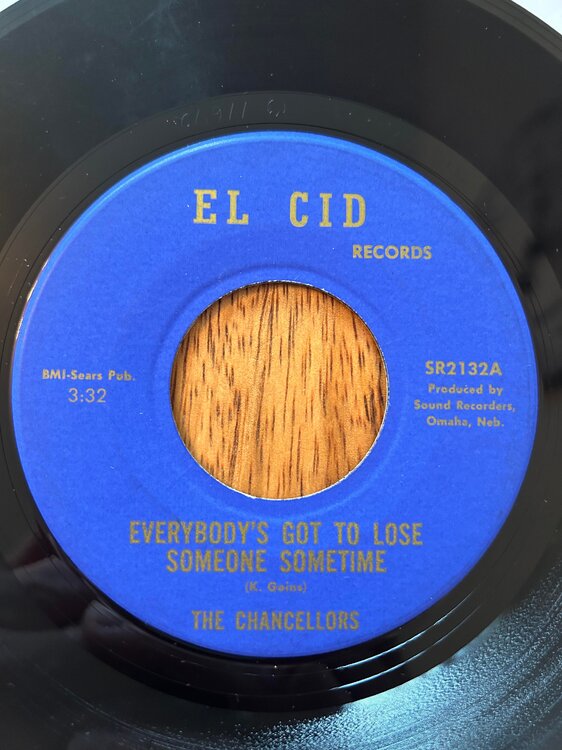 EL CID
RECORDS
BMI-Sears Pub.
3:32
SR2132A
Produced by
Sound Recorders,
Omaha, Neb.
EVERYBODY'S GOT TO LOSE
SOMEONE SOMETIME
(K. Goins)
THE CHANCELLORS